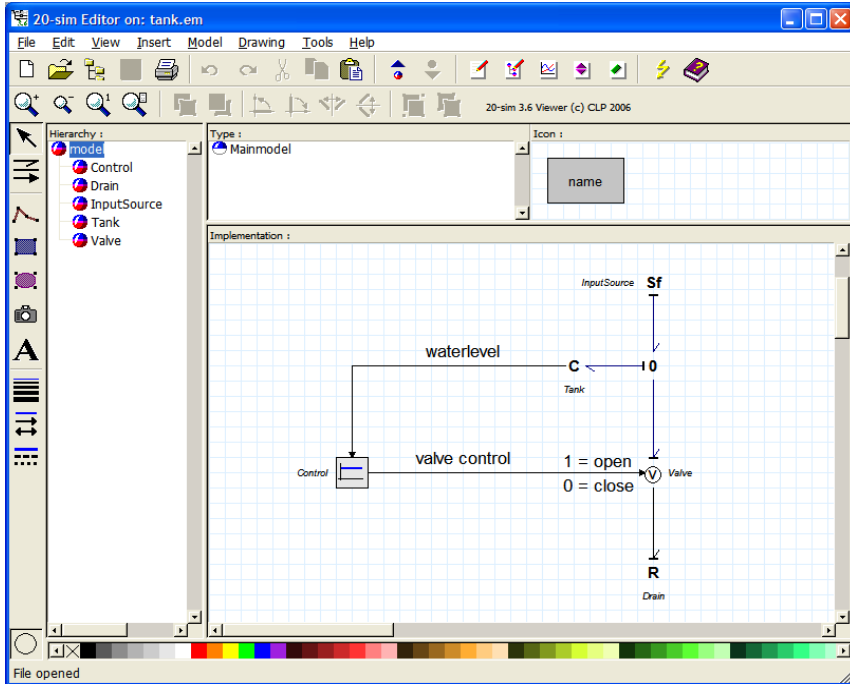 20-sim Editor on: tank.em
File Edit View Insert Model Drawing Tools Help
20-sim 3.6 Viewer (c) CLP 2006
Hierarchy :
model
Control
Drain
InputSource
Tank
Valve
Type :
Mainmodel
Icon :
name
Implementation :
InputSource Sf
waterlevel
C 0
Tank
Control
valve control
1 = open
0 = close
V Valve
R
Drain
A
File opened